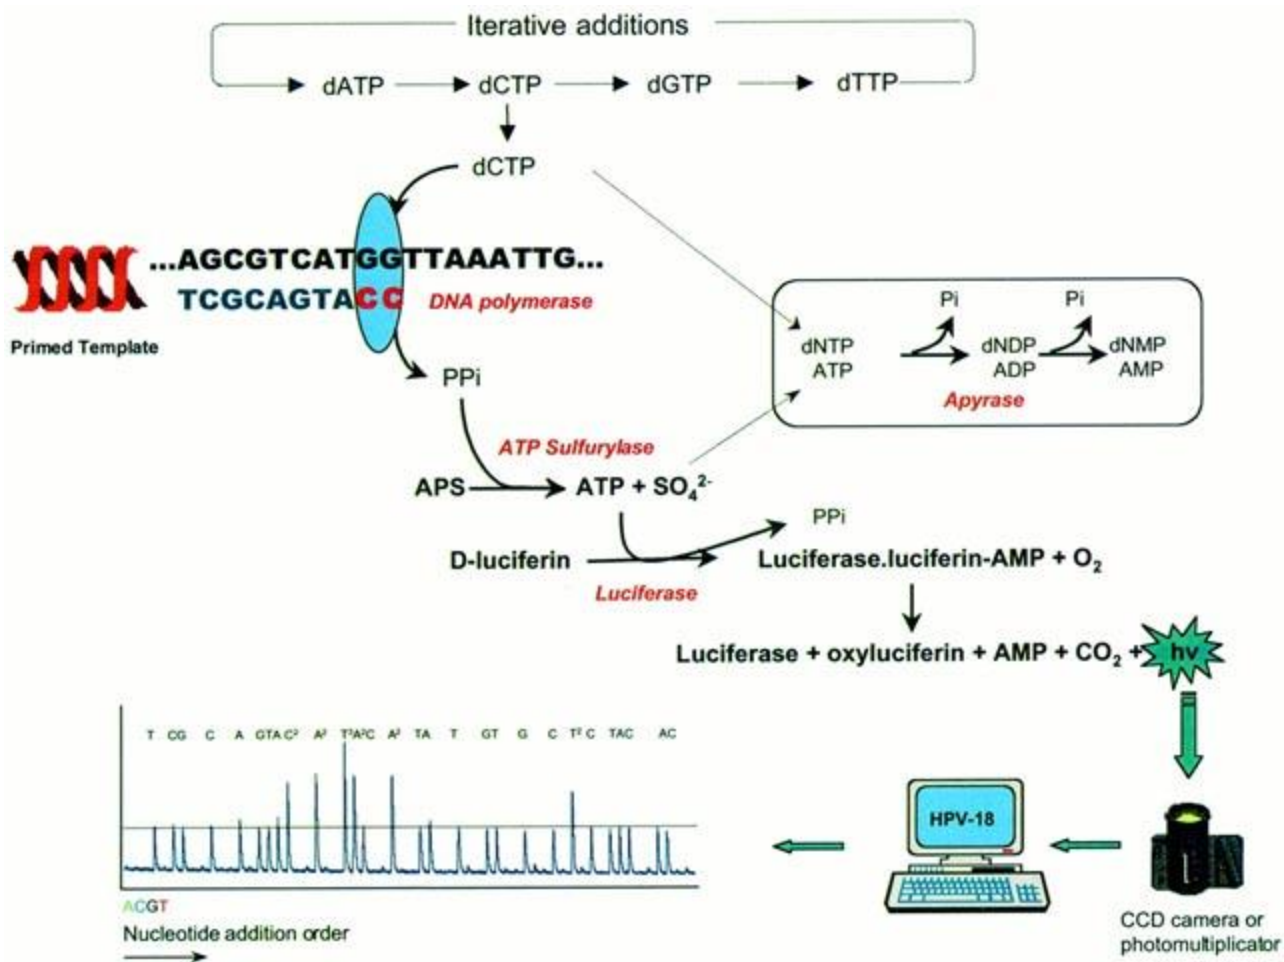 Iterative additions
dATP dCTP dGTP dTTP
dCTP
...AGCGTCATGGTTAAATTG...
TCGCAGTACC DNA polymerase
Primed Template
PPi
Pi Pi
dNTP dNDP dNMP
ATP ADP AMP
Apyrase
ATP Sulfurylase
APS ATP + SO₄²⁻
PPi
D-luciferin Luciferase.luciferin-AMP + O₂
Luciferase
Luciferase + oxyluciferin + AMP + CO₂ + hv
T CG C A GTA C² A² T³A²C A² TA T GT G C T² C TAC AC
HPV-18
ACGT
Nucleotide addition order
CCD camera or
photomultiplicator